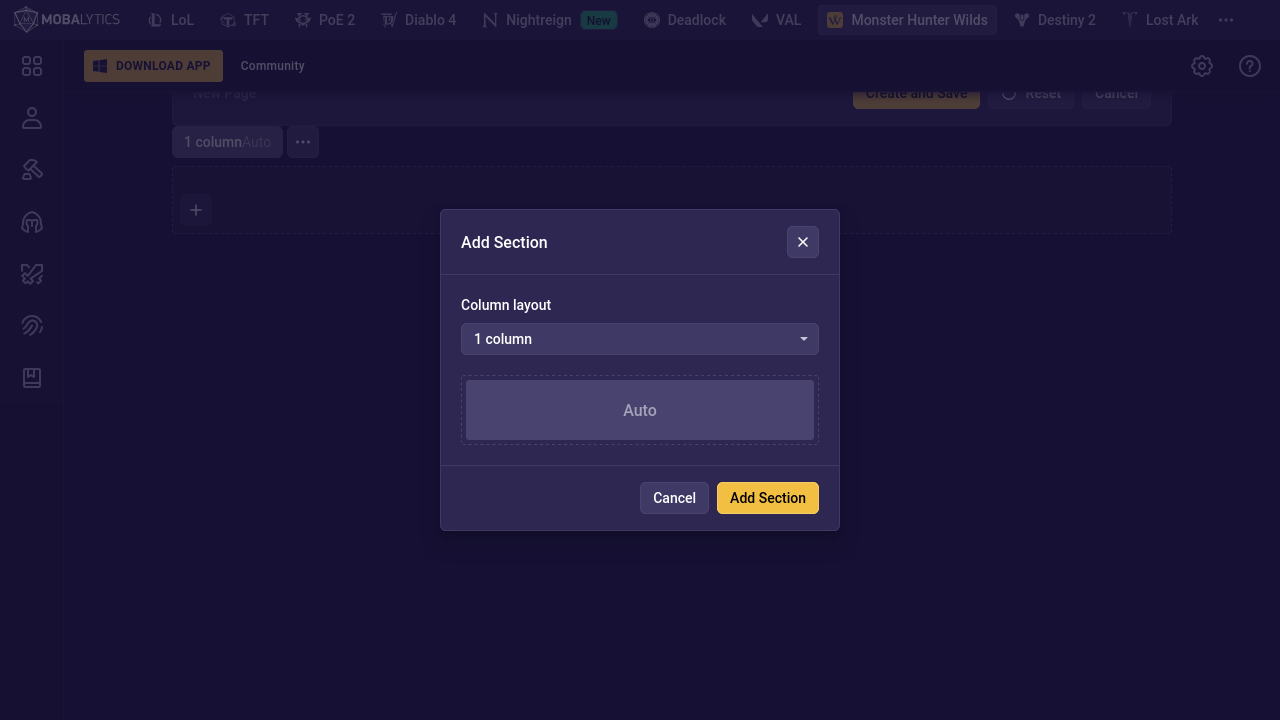 MOBALYTICS
LoL
TFT
PoE 2
Diablo 4
Nightreign New
Deadlock
VAL
Monster Hunter Wilds
Destiny 2
Lost Ark
DOWNLOAD APP
Community
New Page
Create and Save
Reset
Cancel
1 columnAuto
Add Section
Column layout
1 column
Auto
Cancel
Add Section